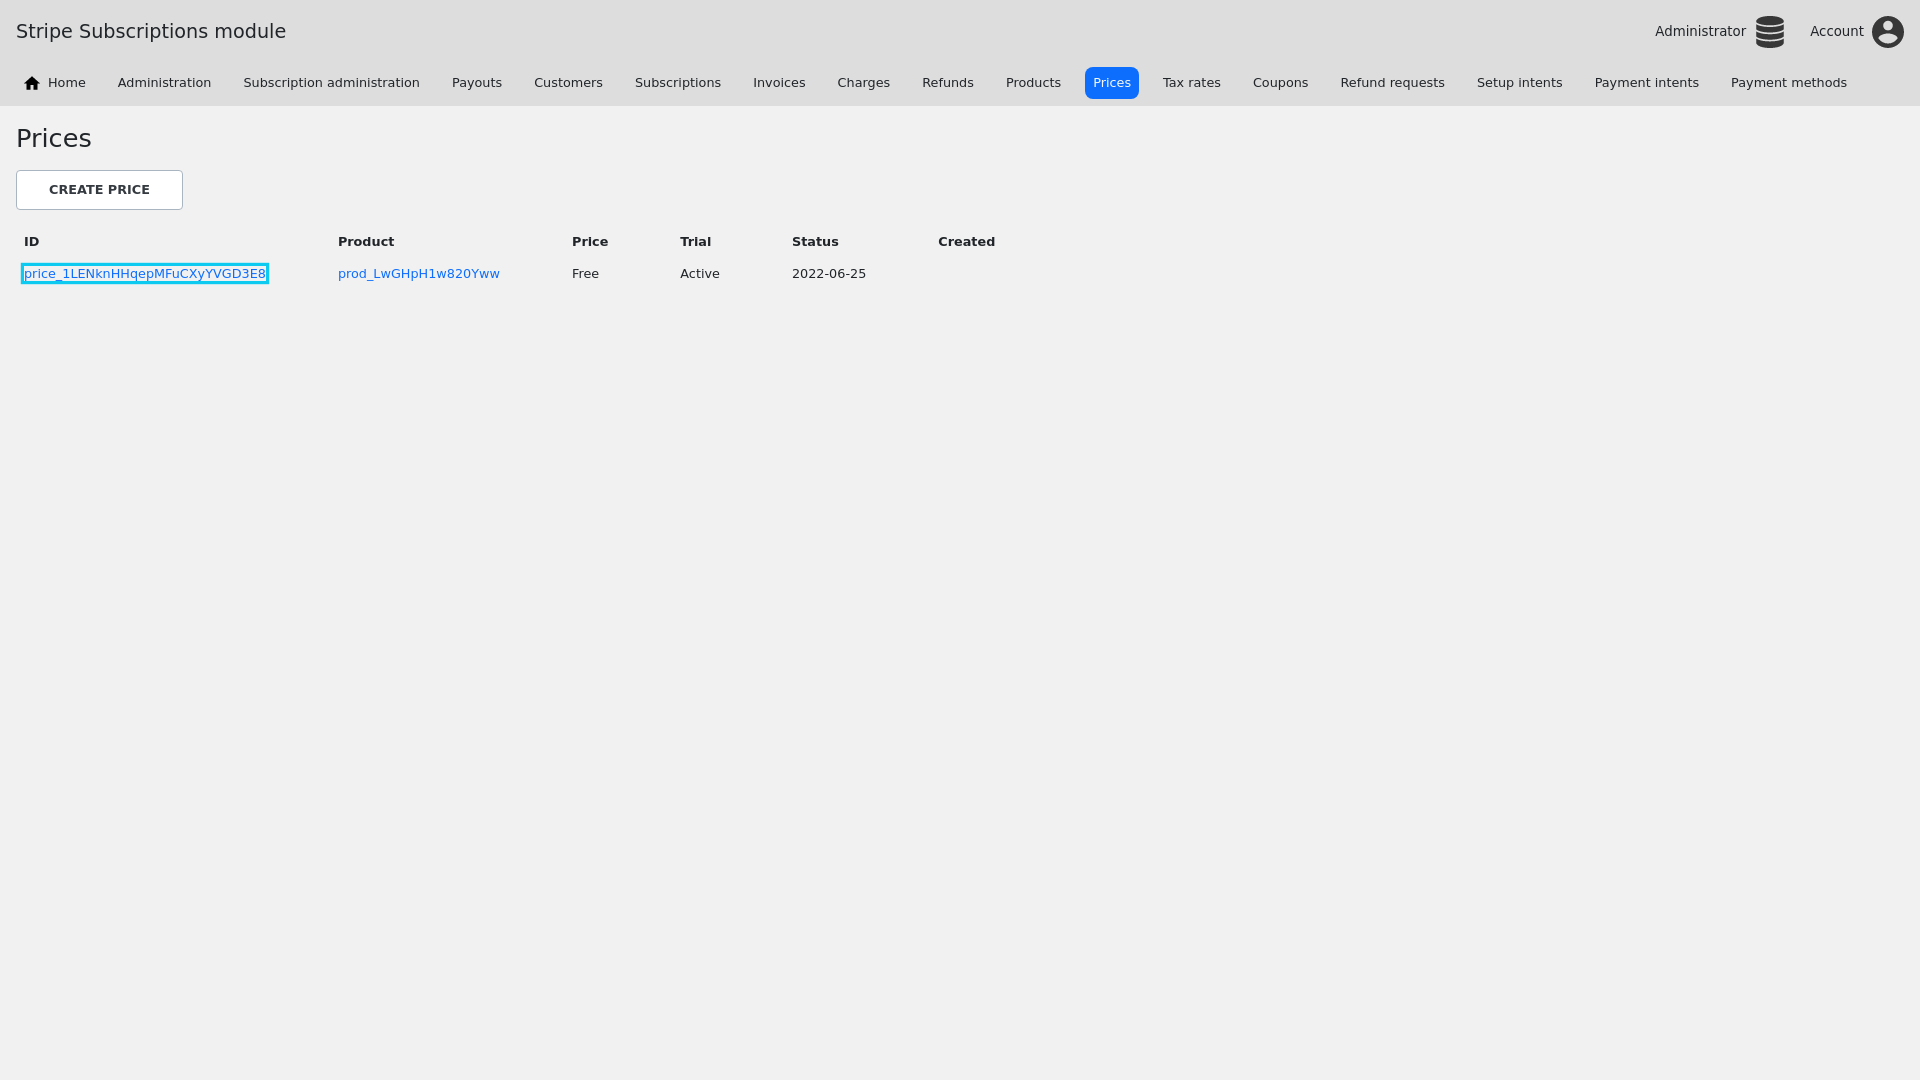 Stripe Subscriptions module
Administrator Account
Home Administration Subscription administration Payouts Customers Subscriptions Invoices Charges Refunds Products Prices Tax rates Coupons Refund requests Setup intents Payment intents Payment methods
Prices
CREATE PRICE
ID Product Price Trial Status Created
price_1LENknHHqepMFuCXyYVGD3E8 prod_LwGHpH1w820Yww Free Active 2022-06-25